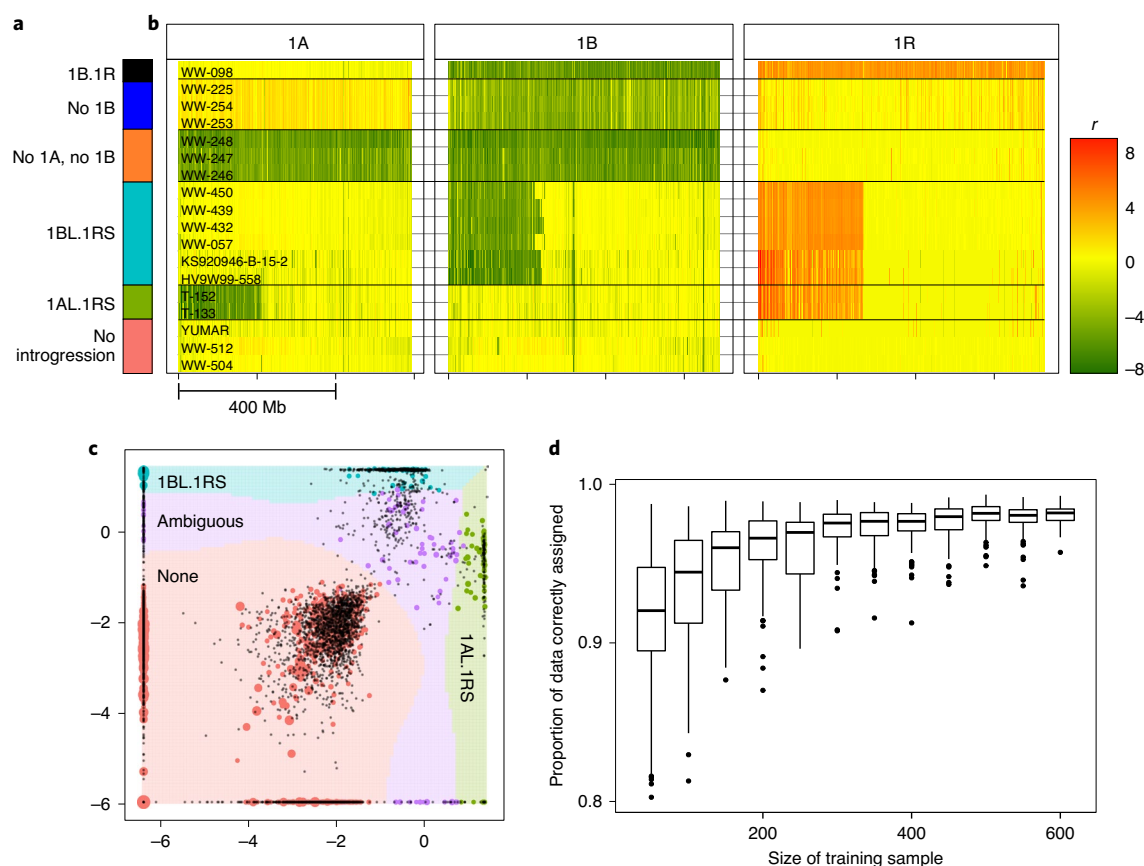 a
b
1A
1B
1R
1B.1R
No 1B
No 1A, no 1B
1BL.1RS
1AL.1RS
No
introgression
WW-098
WW-225
WW-254
WW-253
WW-248
WW-247
WW-246
WW-450
WW-439
WW-432
WW-057
KS920946-B-15-2
HV9W99-558
T-152
T-133
YUMAR
WW-512
WW-504
400 Mb
r
8
4
0
−4
−8
c
1BL.1RS
Ambiguous
None
1AL.1RS
0
−2
−4
−6
−6
−4
−2
0
d
Proportion of data correctly assigned
1.0
0.9
0.8
200
400
600
Size of training sample